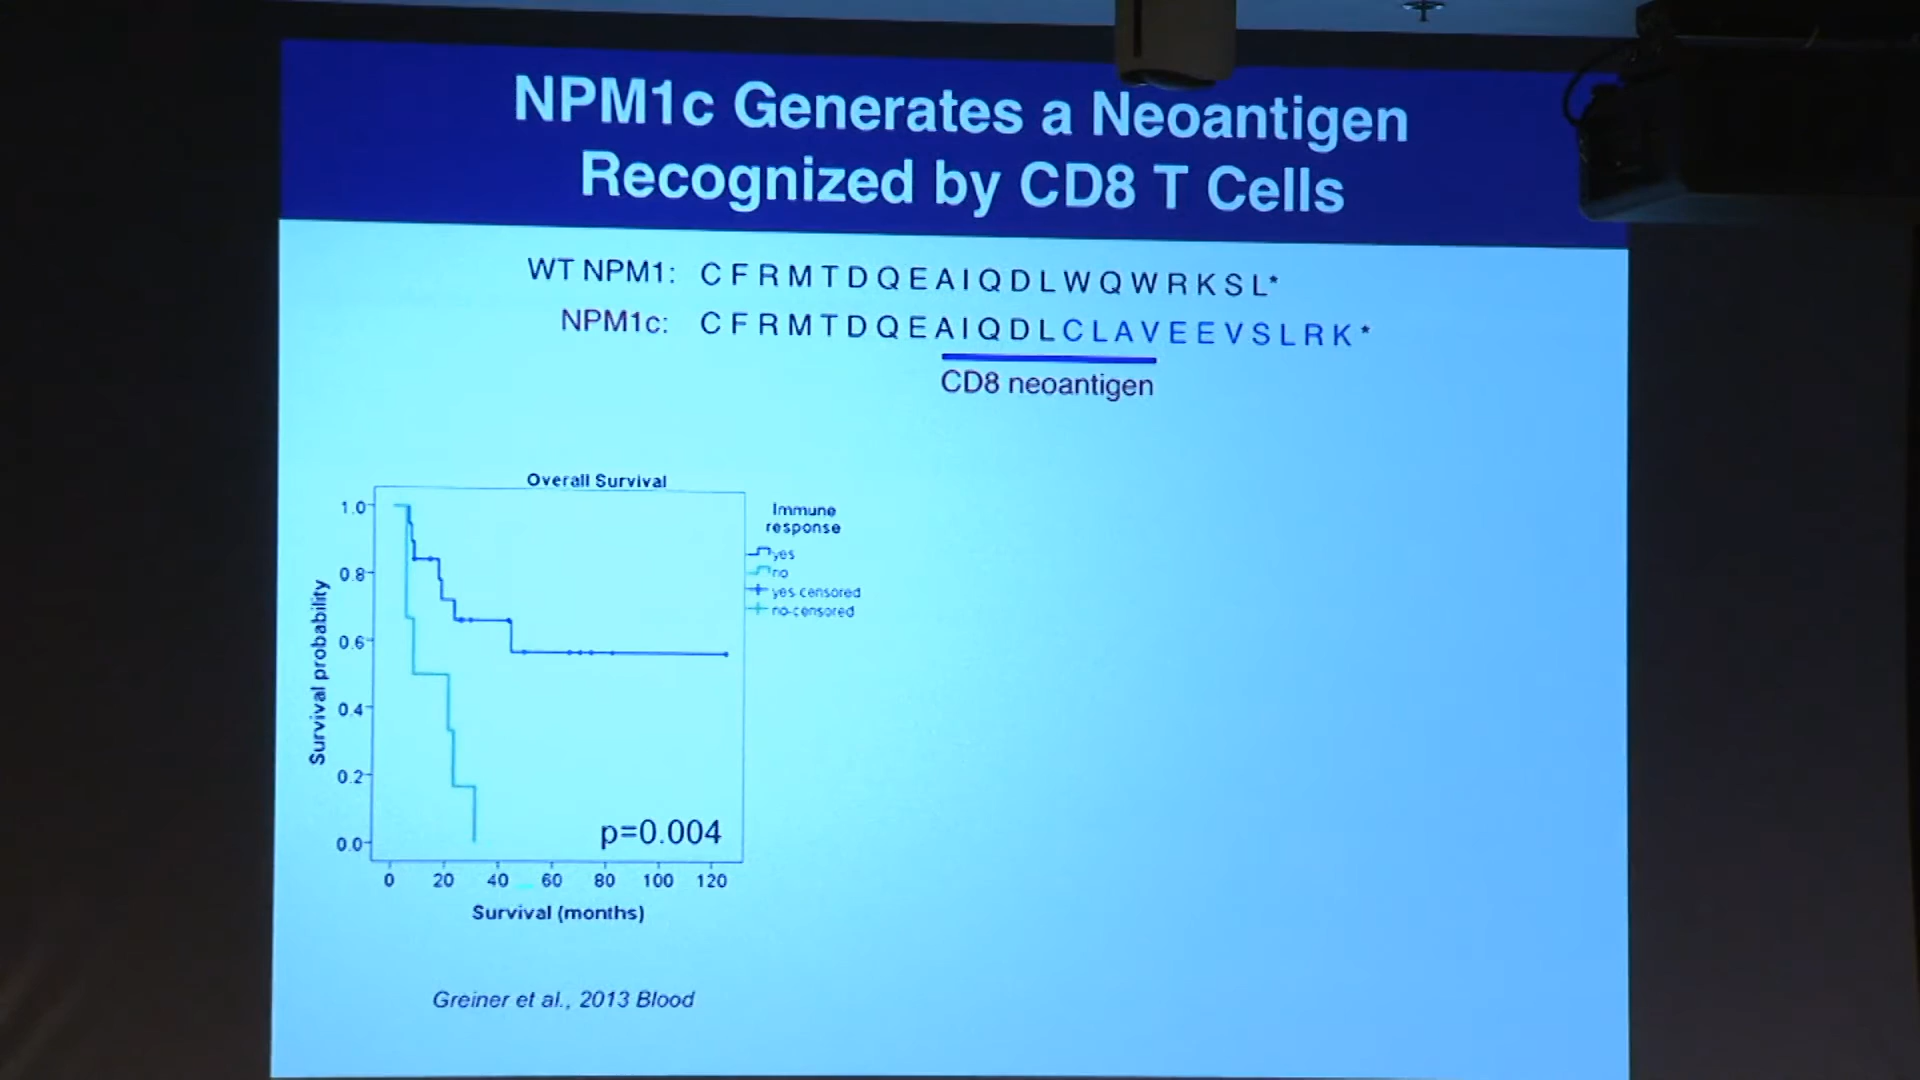 NPM1c Generates a Neoantigen
Recognized by CD8 T Cells
WT NPM1: C F R M T D Q E A I Q D L W Q W R K S L*
NPM1c: C F R M T D Q E A I Q D L C L A V E E V S L R K *
CD8 neoantigen
Overall Survival
Immune
response
yes
no
yes censored
no-censored
Survival probability
1.0
0.8
0.6
0.4
0.2
0.0
p=0.004
0 20 40 60 80 100 120
Survival (months)
Greiner et al., 2013 Blood